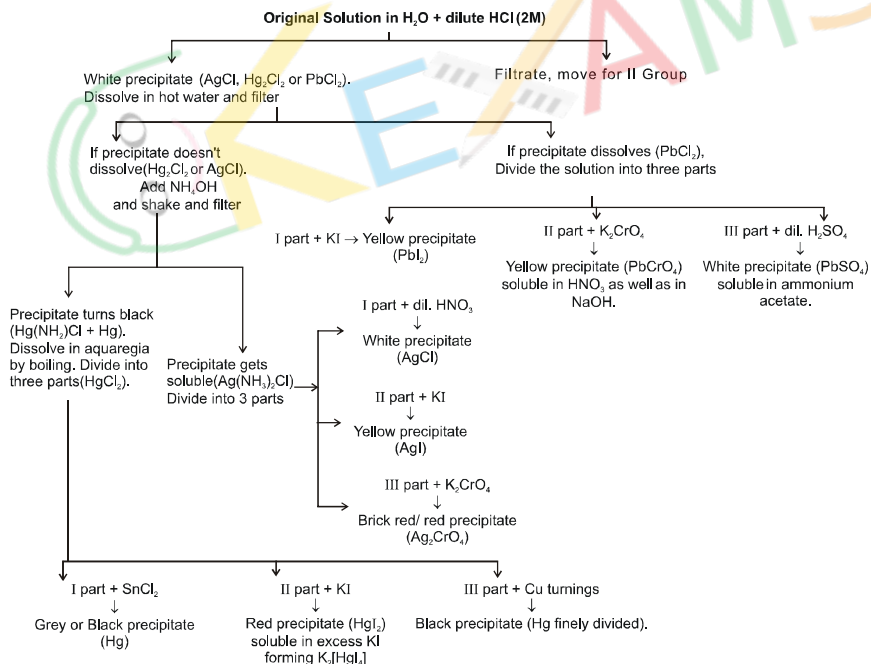 Original Solution in H₂O + dilute HCl (2M)
White precipitate (AgCl, Hg₂Cl₂ or PbCl₂).
Dissolve in hot water and filter
Filtrate, move for II Group
If precipitate doesn't
dissolve(Hg₂Cl₂ or AgCl).
Add NH₄OH
and shake and filter
If precipitate dissolves (PbCl₂),
Divide the solution into three parts
I part + KI → Yellow precipitate
(PbI₂)
II part + K₂CrO₄
↓
Yellow precipitate (PbCrO₄)
soluble in HNO₃ as well as in
NaOH.
III part + dil. H₂SO₄
↓
White precipitate (PbSO₄)
soluble in ammonium
acetate.
Precipitate turns black
(Hg(NH₂)Cl + Hg).
Dissolve in aquaregia
by boiling. Divide into
three parts(HgCl₂).
Precipitate gets
soluble(Ag(NH₃)₂Cl)
Divide into 3 parts
I part + dil. HNO₃
↓
White precipitate
(AgCl)
II part + KI
↓
Yellow precipitate
(AgI)
III part + K₂CrO₄
↓
Brick red/ red precipitate
(Ag₂CrO₄)
I part + SnCl₂
↓
Grey or Black precipitate
(Hg)
II part + KI
↓
Red precipitate (HgI₂)
soluble in excess KI
forming K₂[HgI₄]
III part + Cu turnings
↓
Black precipitate (Hg finely divided).